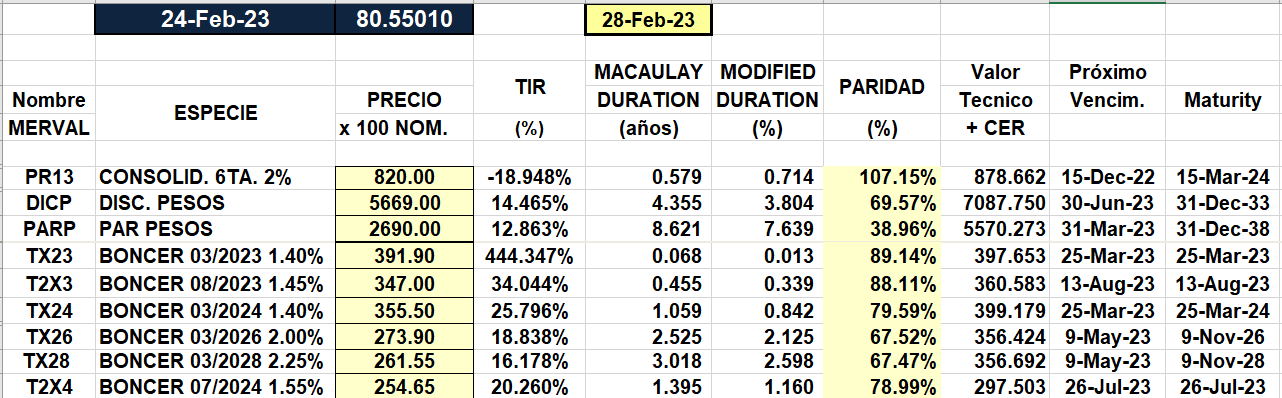 24-Feb-23 80.55010 28-Feb-23
MACAULAY MODIFIED Valor Próximo
TIR PARIDAD
Nombre PRECIO DURATION DURATION Tecnico Vencim. Maturity
ESPECIE
MERVAL x 100 NOM. (%) (años) (%) (%) + CER
PR13 CONSOLID. 6TA. 2% 820.00 -18.948% 0.579 0.714 107.15% 878.662 15-Dec-22 15-Mar-24
DICP DISC. PESOS 5669.00 14.465% 4.355 3.804 69.57% 7087.750 30-Jun-23 31-Dec-33
PARP PAR PESOS 2690.00 12.863% 8.621 7.639 38.96% 5570.273 31-Mar-23 31-Dec-38
TX23 BONCER 03/2023 1.40% 391.90 444.347% 0.068 0.013 89.14% 397.653 25-Mar-23 25-Mar-23
T2X3 BONCER 08/2023 1.45% 347.00 34.044% 0.455 0.339 88.11% 360.583 13-Aug-23 13-Aug-23
TX24 BONCER 03/2024 1.40% 355.50 25.796% 1.059 0.842 79.59% 399.179 25-Mar-23 25-Mar-24
TX26 BONCER 03/2026 2.00% 273.90 18.838% 2.525 2.125 67.52% 356.424 9-May-23 9-Nov-26
TX28 BONCER 03/2028 2.25% 261.55 16.178% 3.018 2.598 67.47% 356.692 9-May-23 9-Nov-28
T2X4 BONCER 07/2024 1.55% 254.65 20.260% 1.395 1.160 78.99% 297.503 26-Jul-23 26-Jul-23